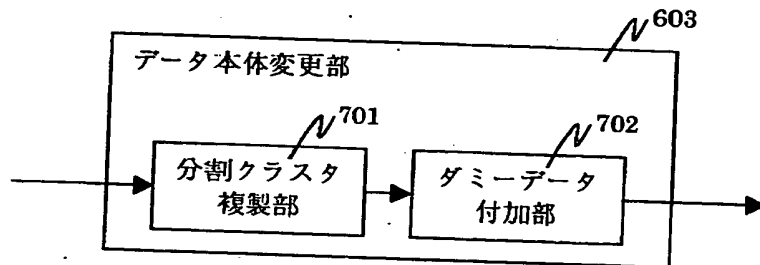 603
データ本体変更部
701
702
分割クラスタ
複製部
ダミーデータ
付加部